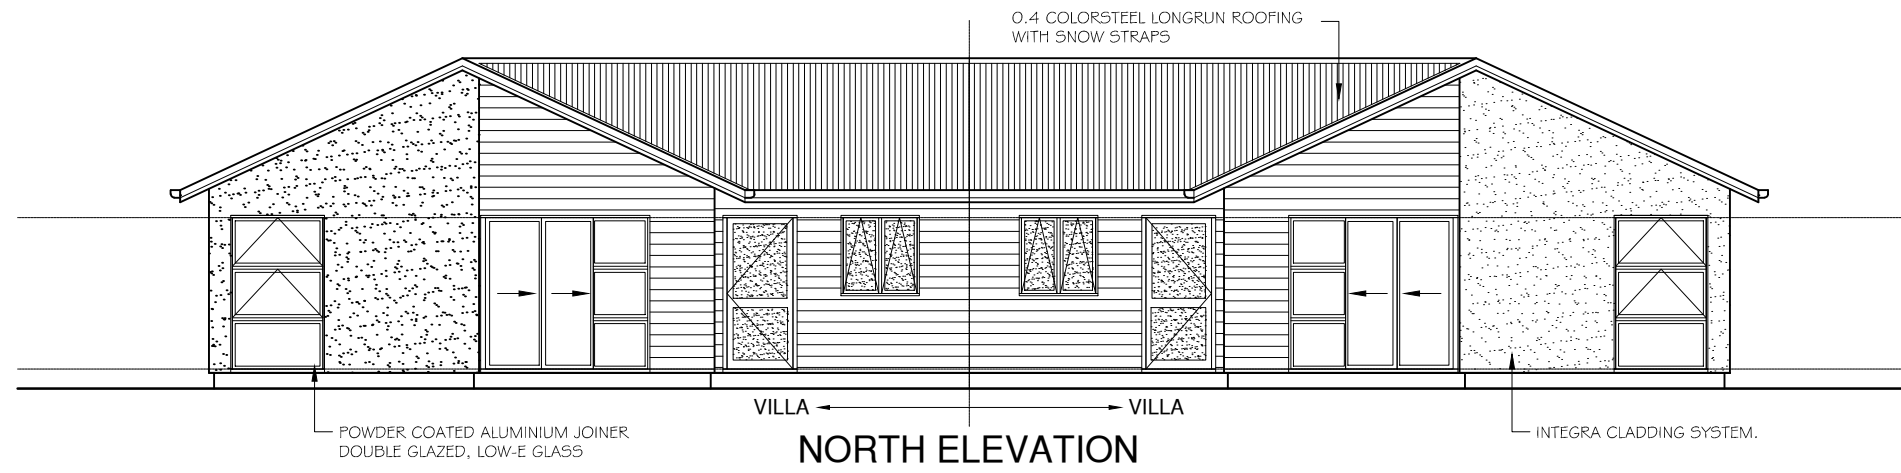 0.4 COLORSTEEL LONGRUN ROOFING
WITH SNOW STRAPS
VILLA
VILLA
NORTH ELEVATION
POWDER COATED ALUMINIUM JOINER
DOUBLE GLAZED, LOW-E GLASS
INTEGRA CLADDING SYSTEM.